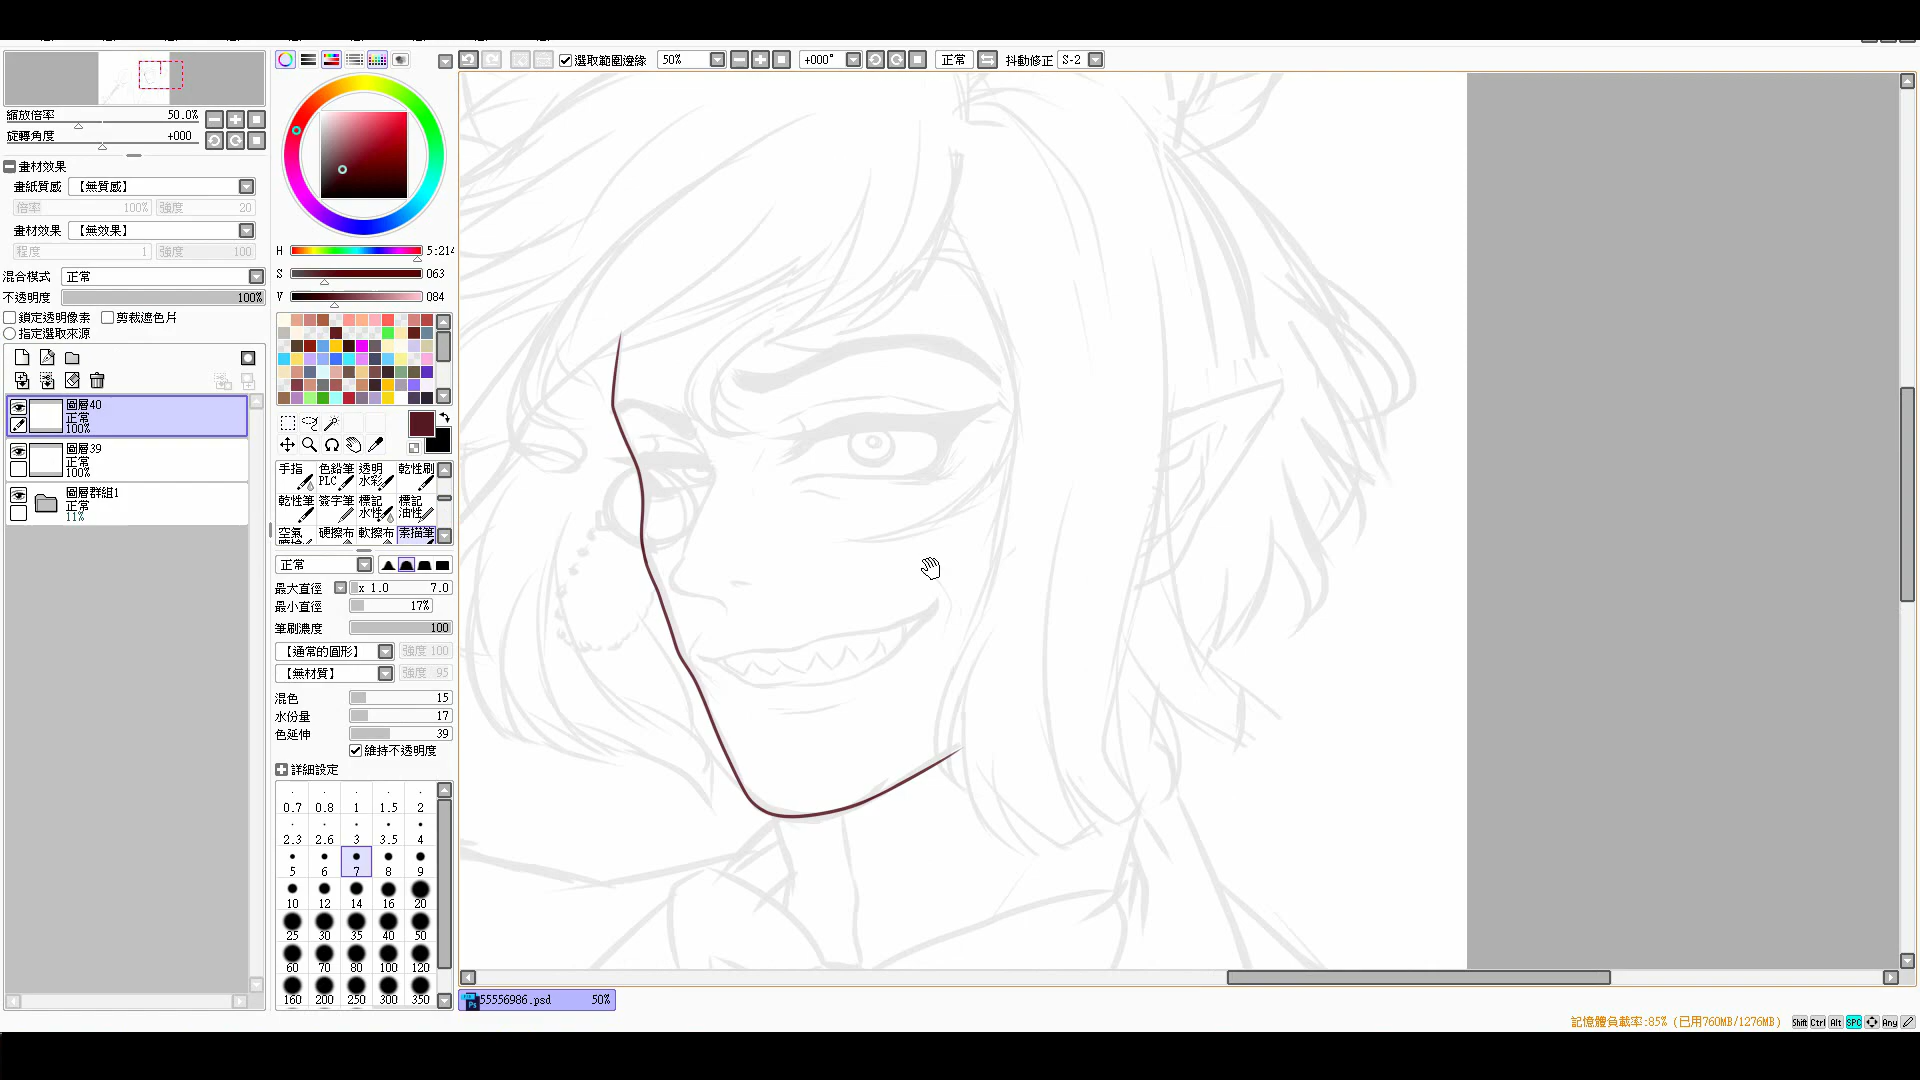 選取範圍邊緣 50% +000° 正常 抖動修正 S-2
縮放倍率 50.0%
旋轉角度 +000
畫材效果
畫紙質感 【無質感】
倍率 100% 強度 20
畫材效果 【無效果】
程度 1 強度 100
混合模式 正常
不透明度 100%
鎖定透明像素 剪裁遮色片
指定選取來源
圖層40
正常
100%
圖層39
正常
100%
圖層群組1
正常
11%
H 5:214
S 063
V 084
手指 色鉛筆 透明 乾性刷
PLC 水彩
乾性筆 簽字筆 標記 標記
水性 油性
空氣 硬擦布 軟擦布 素描筆
正常
最大直徑 x 1.0 7.0
最小直徑 17%
筆刷濃度 100
【通常的圓形】 強度 100
【無材質】 強度 95
混色 15
水份量 17
色延伸 39
維持不透明度
詳細設定
0.7 0.8 1 1.5 2
2.3 2.6 3 3.5 4
5 6 7 8 9
10 12 14 16 20
25 30 35 40 50
60 70 80 100 120
160 200 250 300 350
55556986.psd 50%
記憶體負載率:85% (已用760MB/1276MB) Shift Ctrl Alt SPC Any